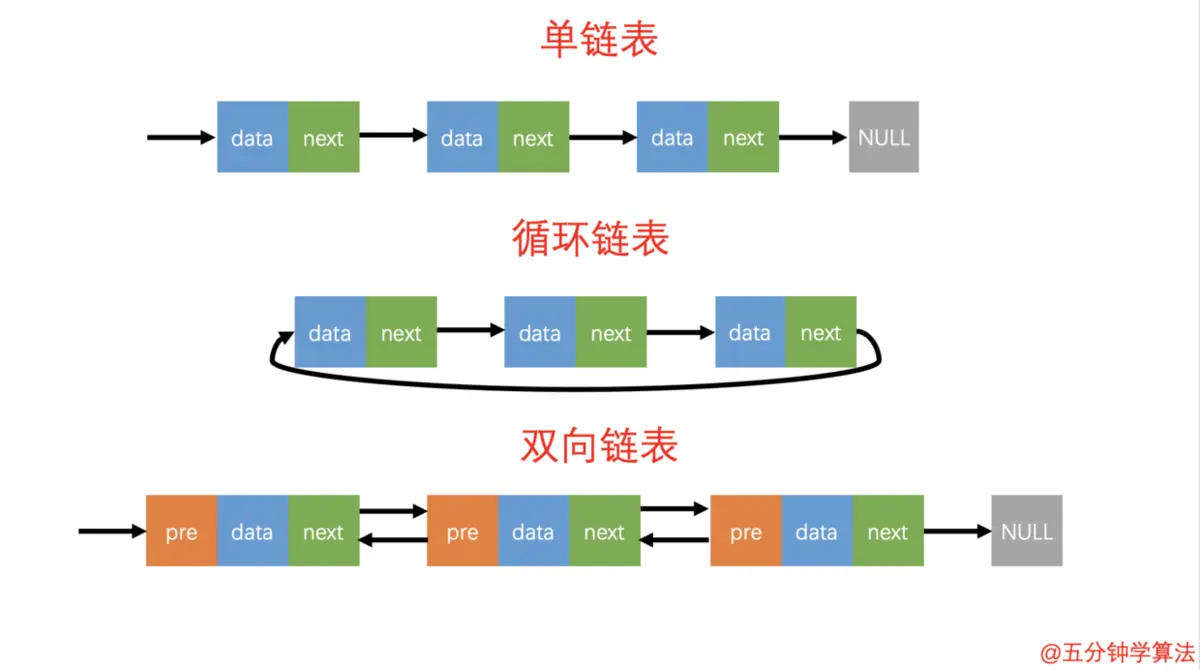 单链表
data next data next data next NULL
循环链表
data next data next data next
双向链表
pre data next pre data next pre data next NULL
@五分钟学算法